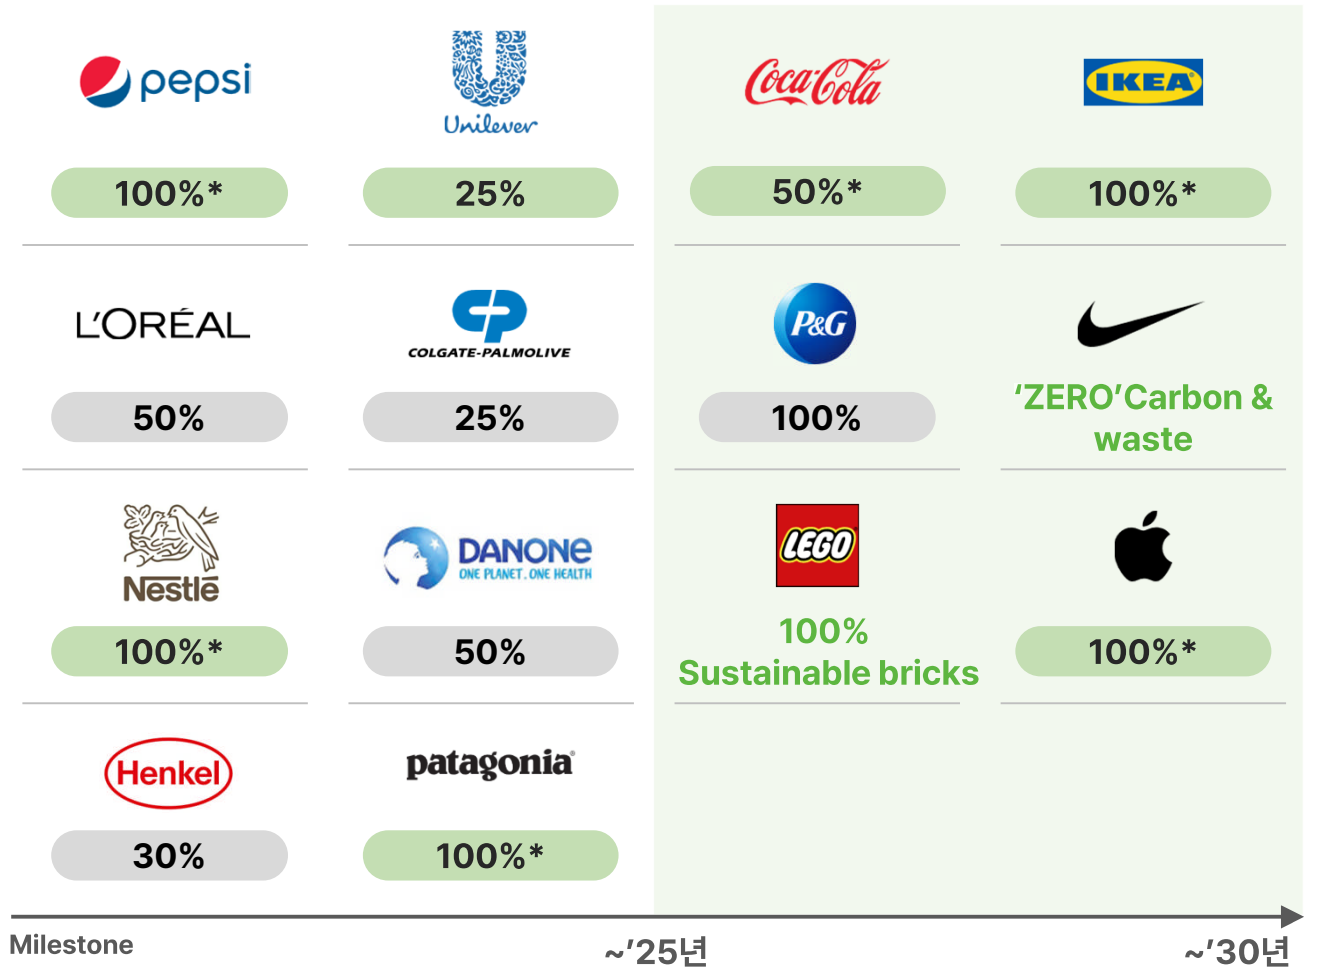 pepsi
Unilever
Coca-Cola
IKEA
100%*
25%
50%*
100%*
L'ORÉAL
COLGATE-PALMOLIVE
P&G
50%
25%
100%
‘ZERO’Carbon &
waste
Nestlé
DANONE
ONE PLANET. ONE HEALTH
LEGO
100%*
50%
100%
Sustainable bricks
100%*
Henkel
patagonia®
30%
100%*
Milestone
~’25년
~’30년